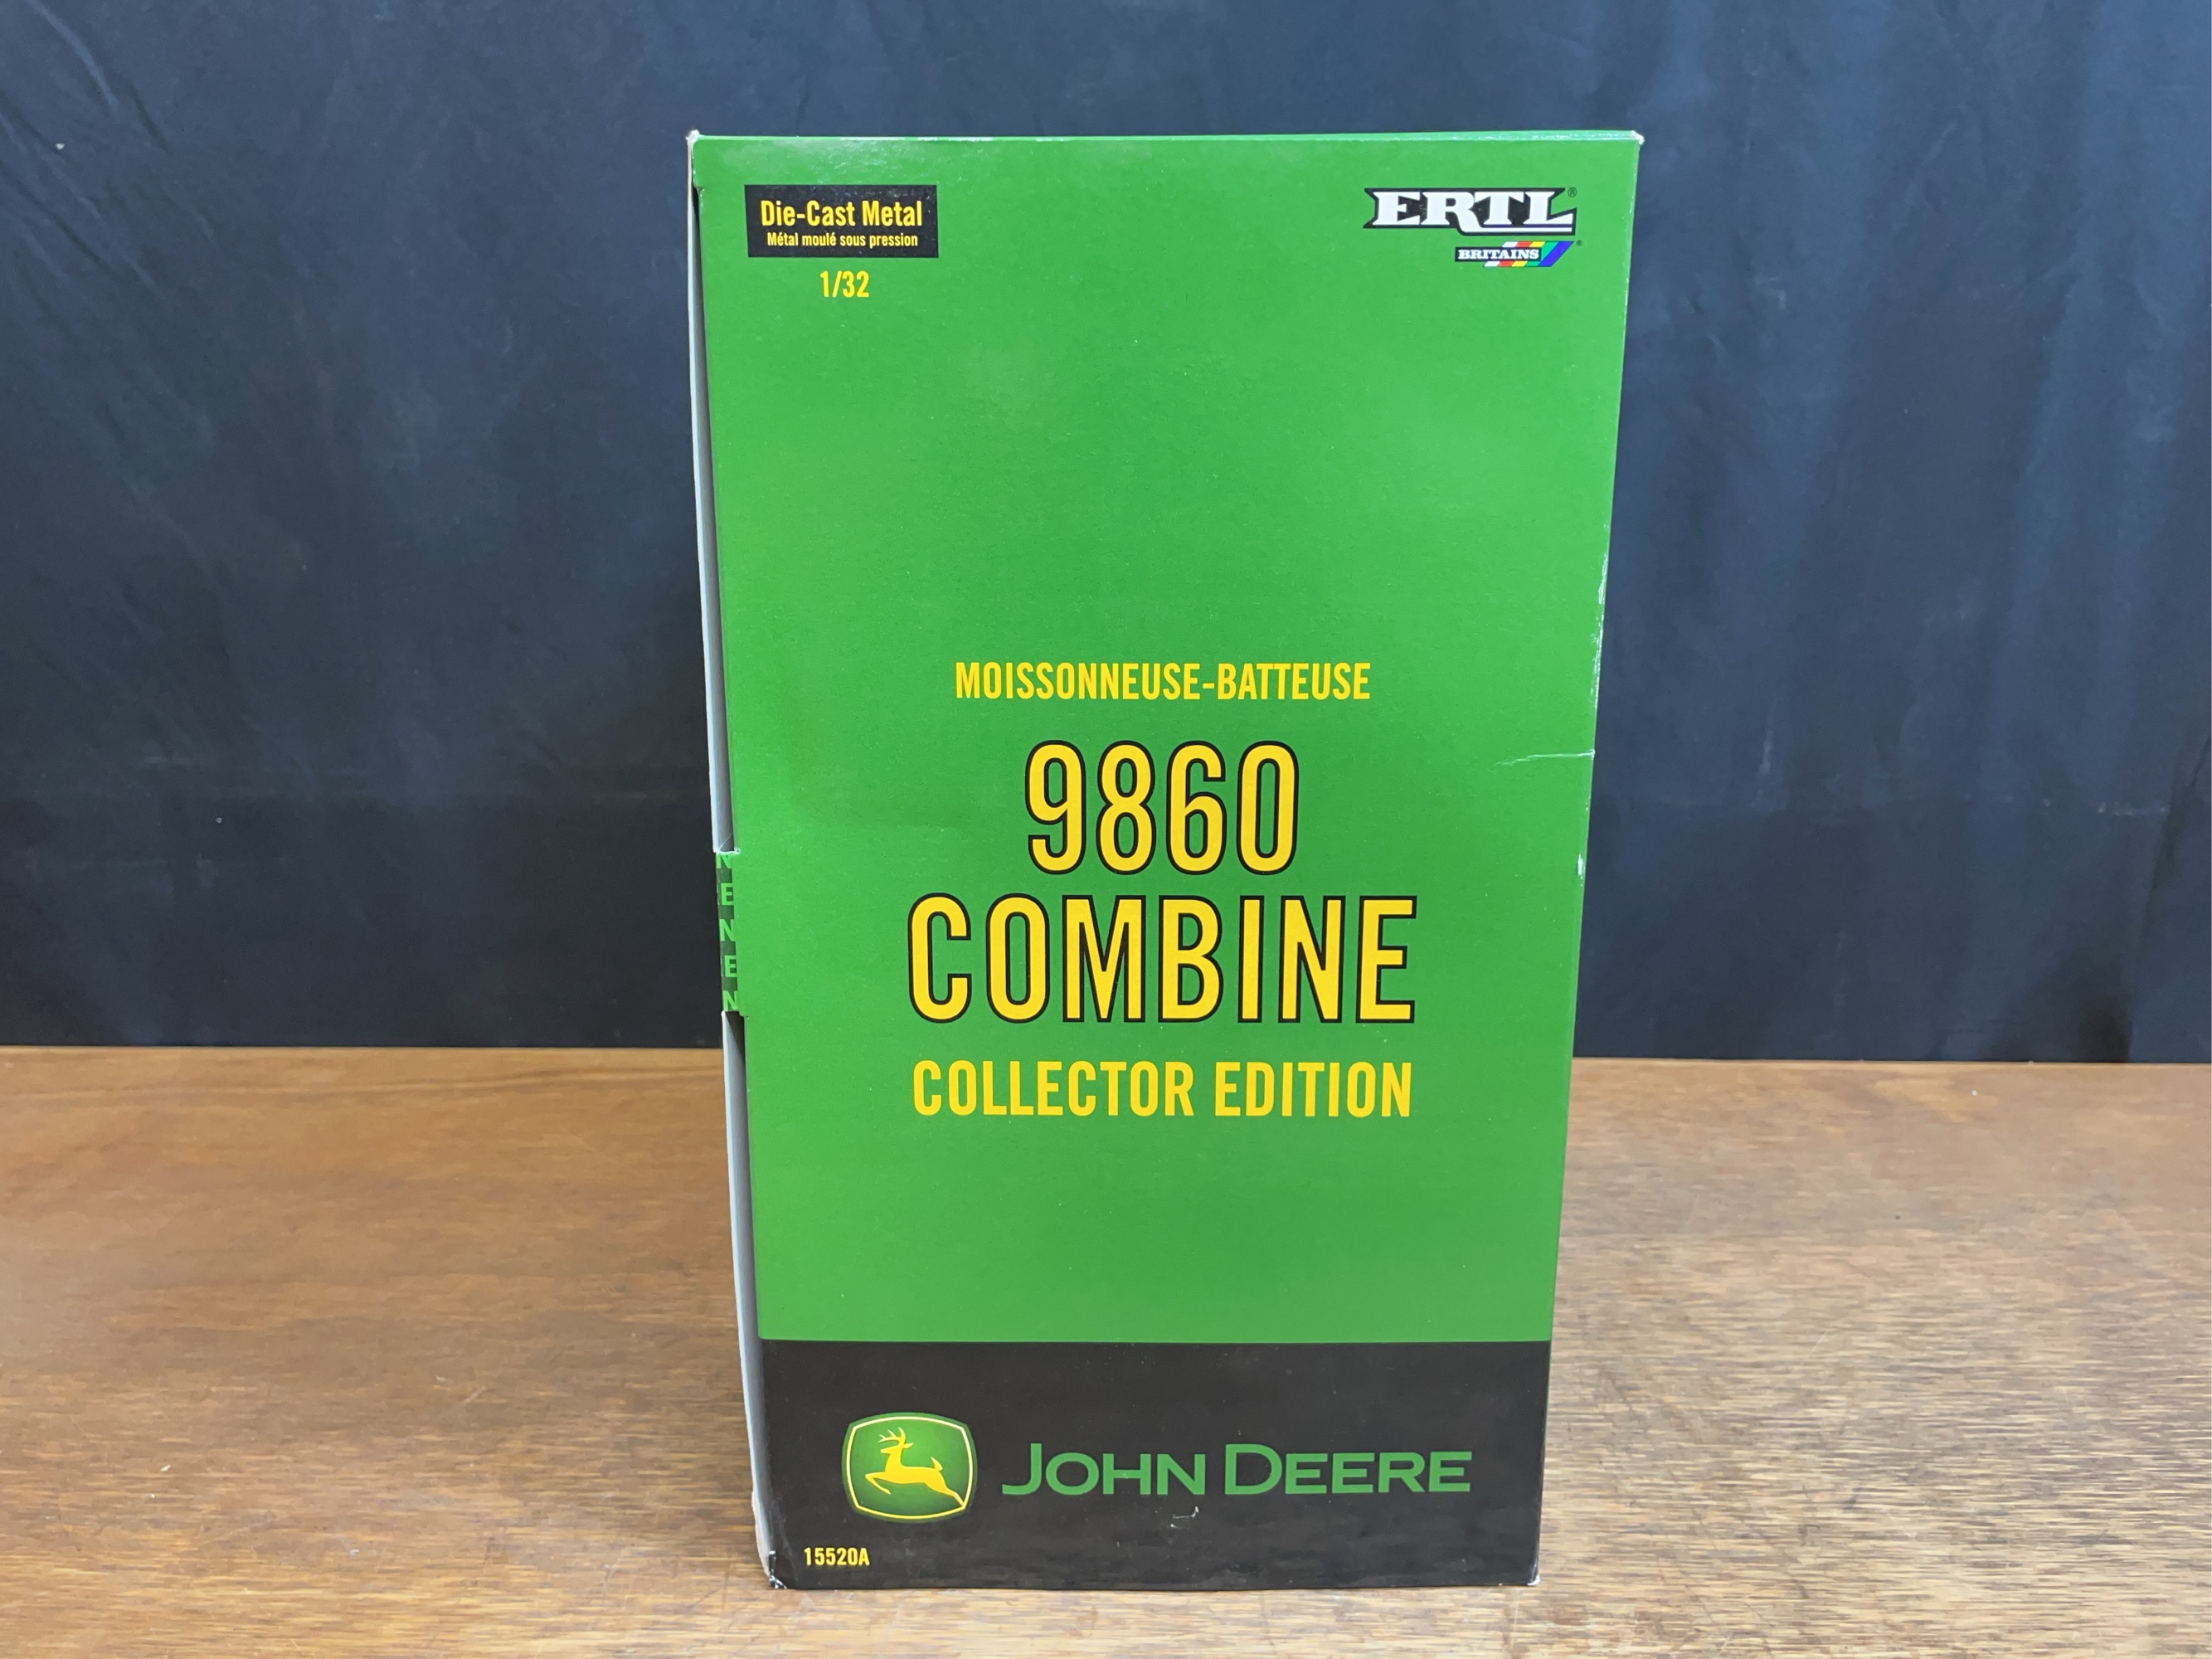 Die-Cast Metal
Métal moulé sous pression
1/32
ERTL®
BRITAINS®
MOISSONNEUSE-BATTEUSE
9860
COMBINE
COLLECTOR EDITION
N
E
N
E
N
JOHN DEERE
15520A